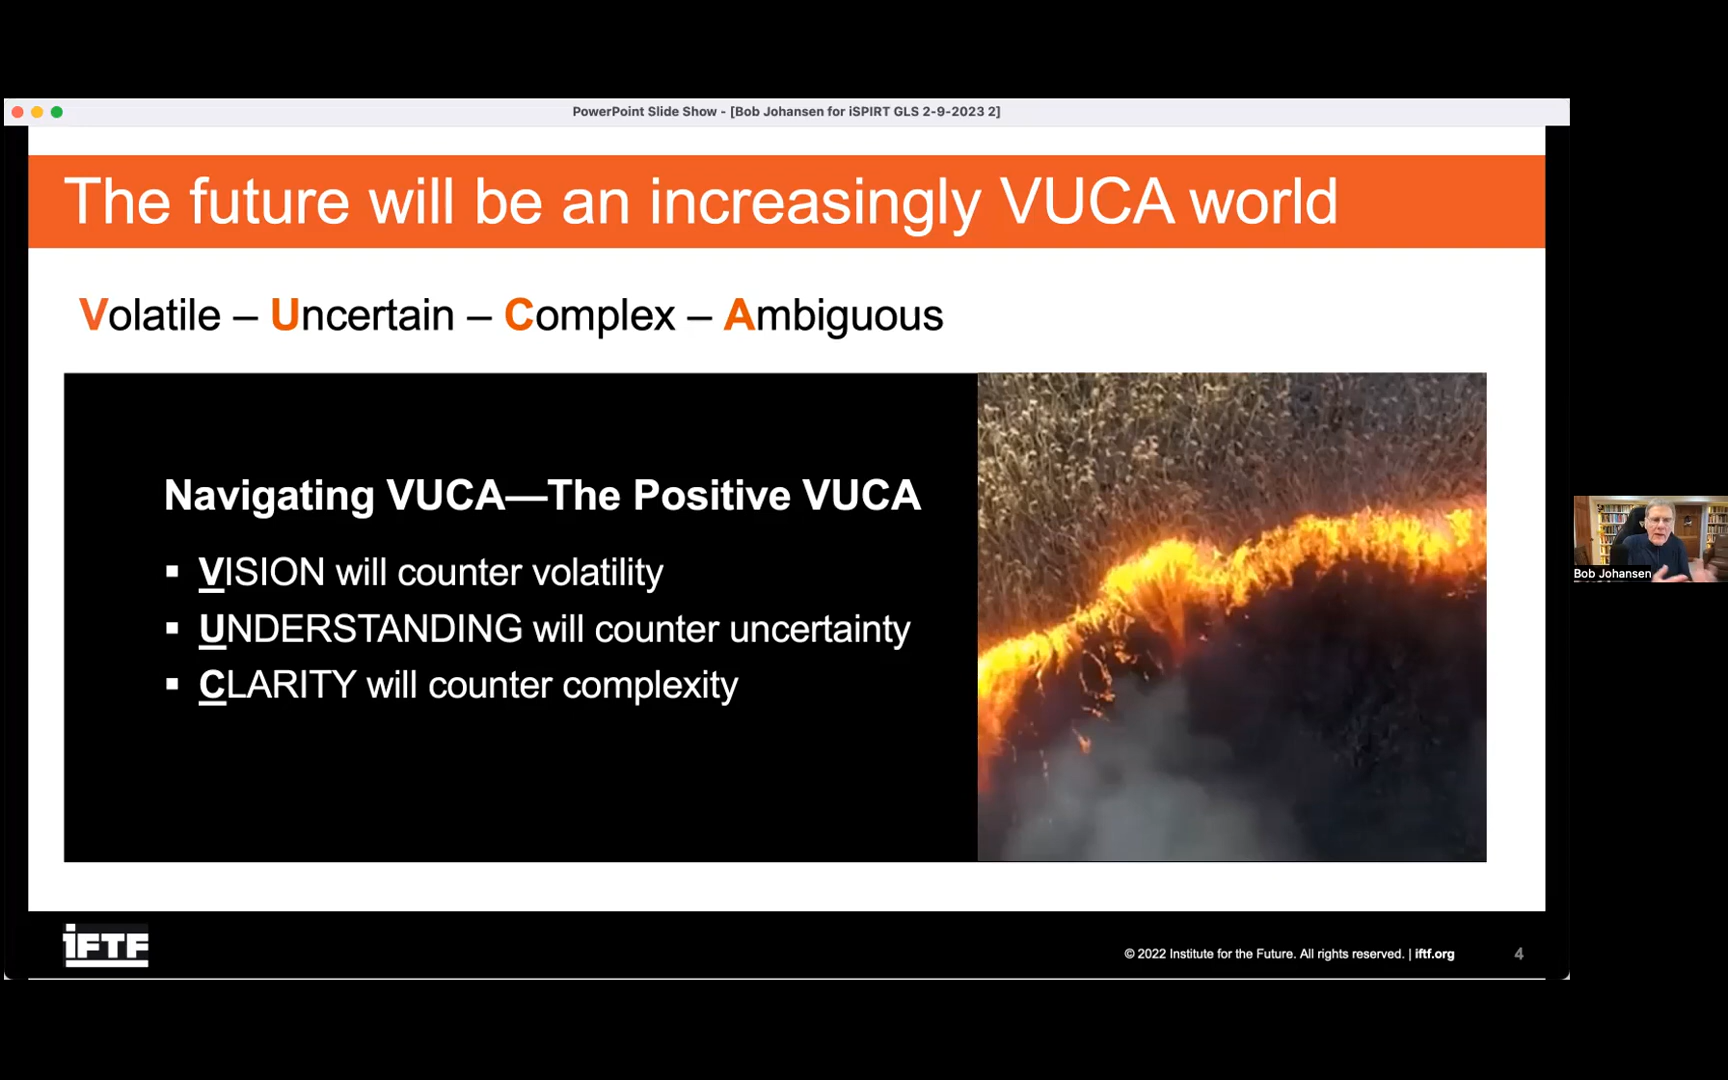 PowerPoint Slide Show - [Bob Johansen for iSPIRT GLS 2-9-2023 2]
The future will be an increasingly VUCA world
Volatile – Uncertain – Complex – Ambiguous
Navigating VUCA—The Positive VUCA
▪ VISION will counter volatility
▪ UNDERSTANDING will counter uncertainty
▪ CLARITY will counter complexity
Bob Johansen
iFTF
© 2022 Institute for the Future. All rights reserved. | iftf.org
4